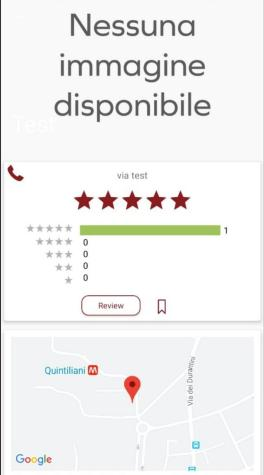 Nessuna
immagine
disponibile
Test
via test
1
0
0
0
0
Review
Quintiliani M
Via dei Durantini
Google